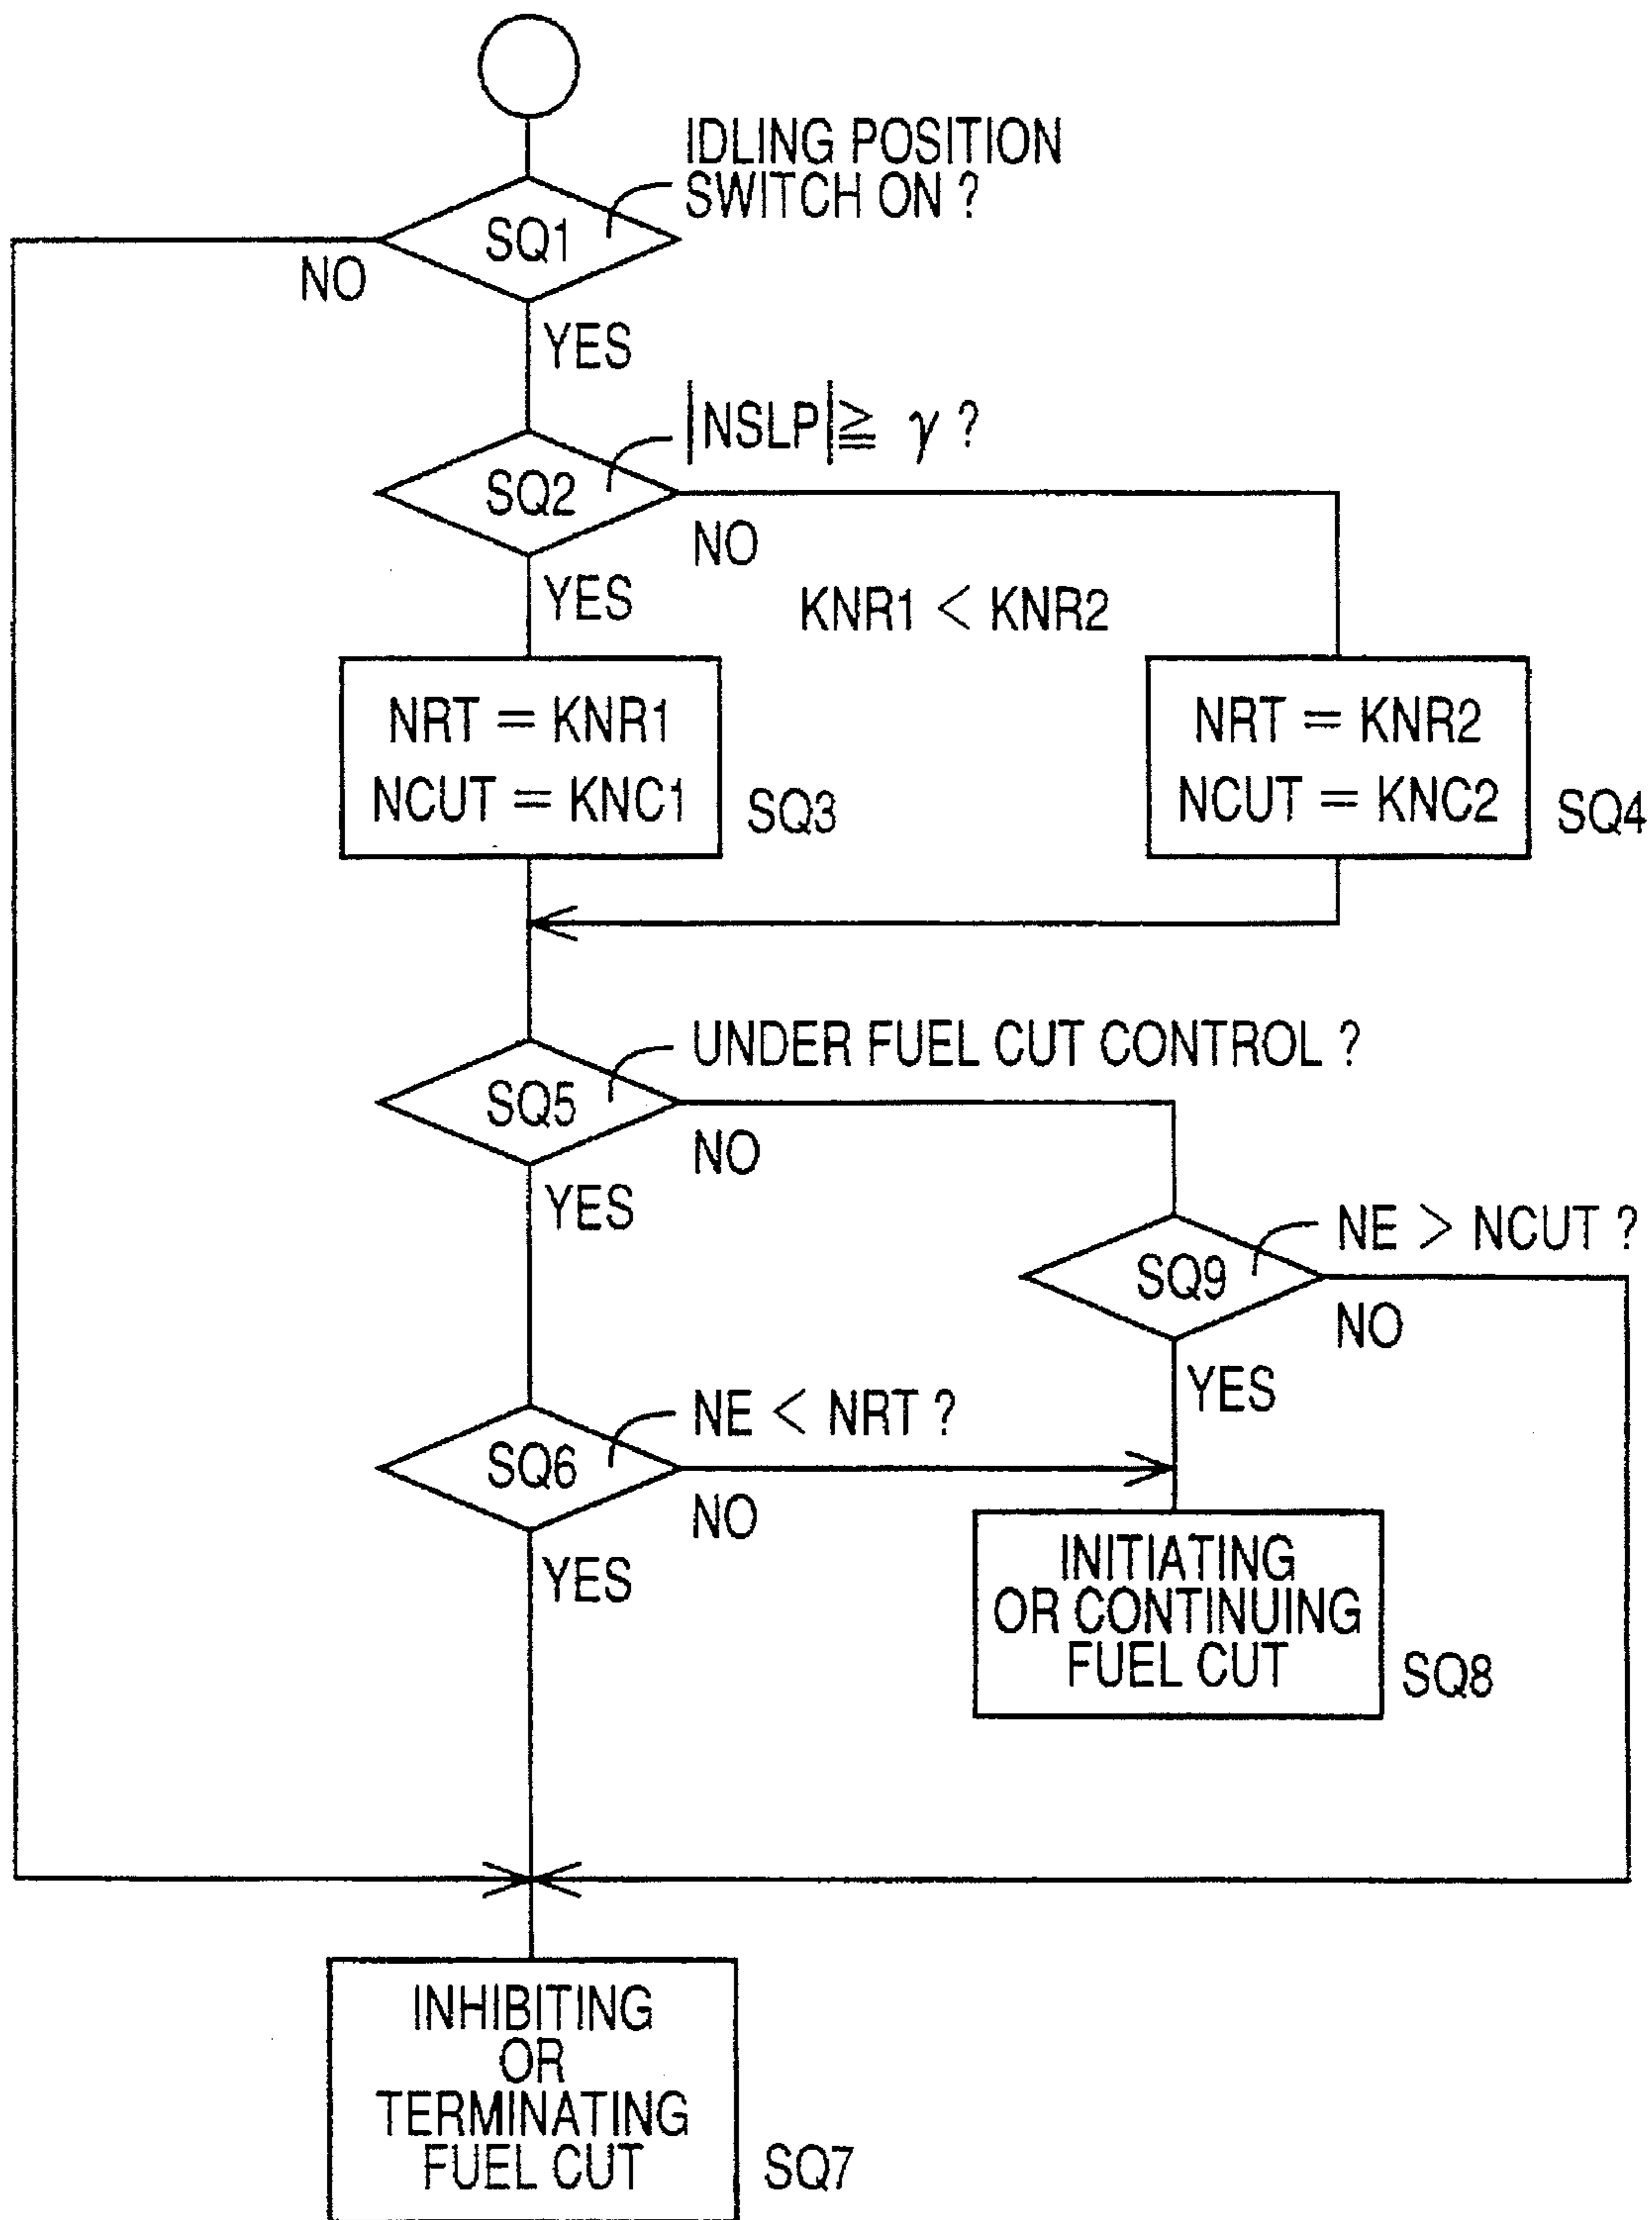 IDLING POSITION
SWITCH ON ?
SQ1
NO
YES
|NSLP|≧ γ ?
SQ2
NO
YES
KNR1 < KNR2
NRT = KNR1
NCUT = KNC1
SQ3
NRT = KNR2
NCUT = KNC2
SQ4
UNDER FUEL CUT CONTROL ?
SQ5
NO
YES
NE > NCUT ?
SQ9
NO
YES
NE < NRT ?
SQ6
NO
YES
INITIATING
OR CONTINUING
FUEL CUT
SQ8
INHIBITING
OR
TERMINATING
FUEL CUT
SQ7